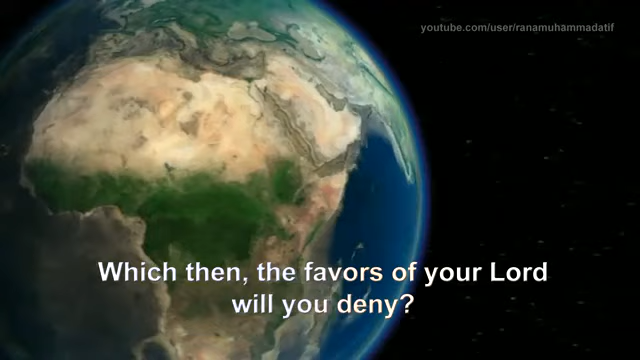 youtube.com/user/ranamuhammadatif
Which then, the favors of your Lord
will you deny?